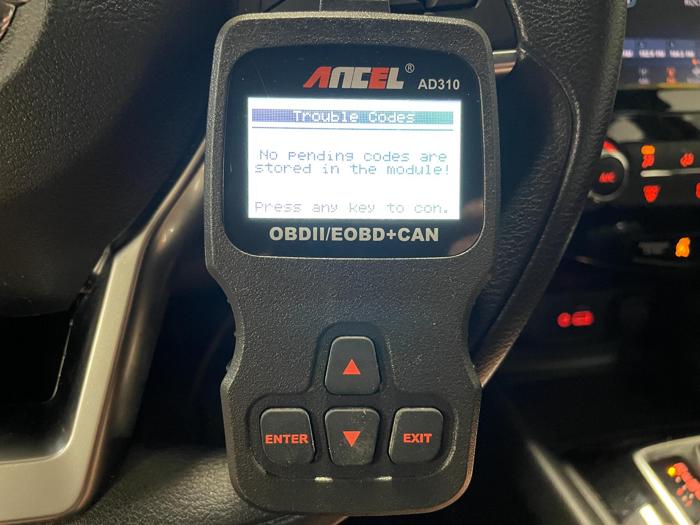 ANCEL®
AD310
Trouble Codes
No pending codes are
stored in the module!
Press any key to con.
OBDII/EOBD+CAN
ENTER
EXIT